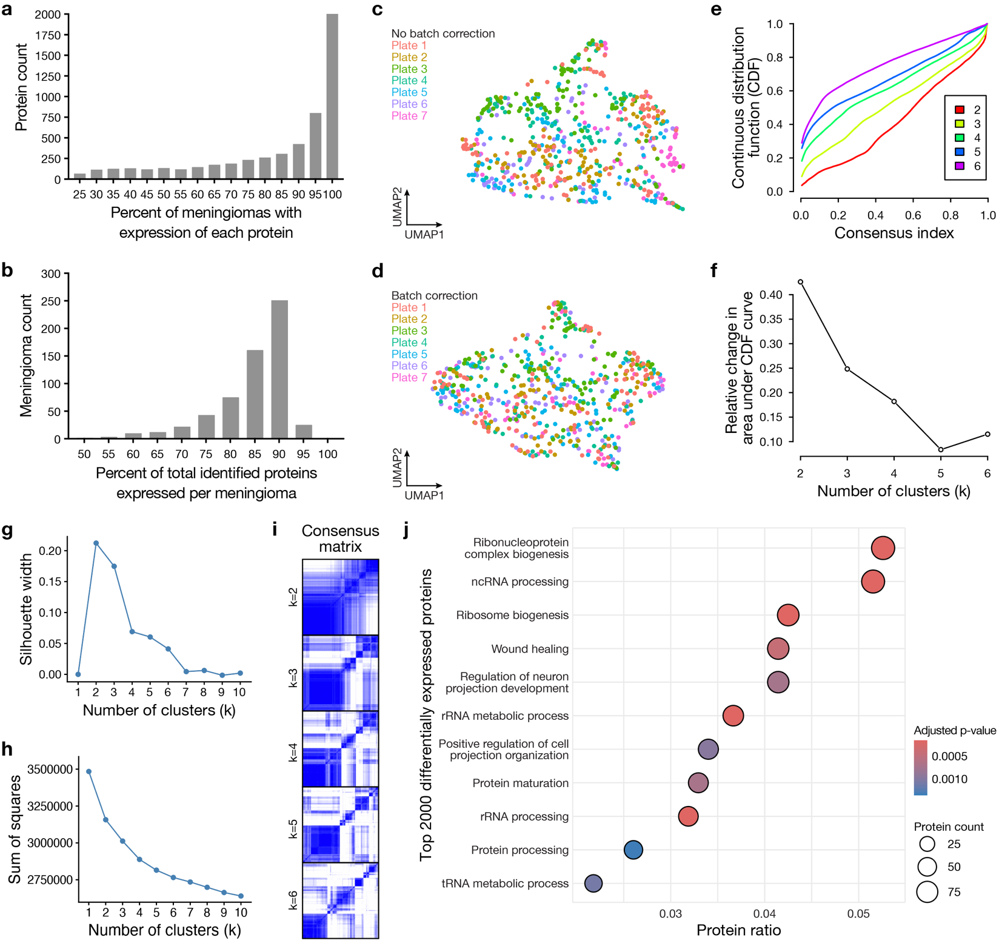 a
2000
1750
1500
1250
1000
750
500
250
0
Protein count
25 30 35 40 45 50 55 60 65 70 75 80 85 90 95 100
Percent of meningiomas with
expression of each protein
b
300
250
200
150
100
50
0
Meningioma count
50 55 60 65 70 75 80 85 90 95 100
Percent of total identified proteins
expressed per meningioma
c
No batch correction
Plate 1
Plate 2
Plate 3
Plate 4
Plate 5
Plate 6
Plate 7
UMAP2
UMAP1
d
Batch correction
Plate 1
Plate 2
Plate 3
Plate 4
Plate 5
Plate 6
Plate 7
UMAP2
UMAP1
e
1.0
0.8
0.6
0.4
0.2
0.0
Continuous distribution
function (CDF)
2
3
4
5
6
0.0 0.2 0.4 0.6 0.8 1.0
Consensus index
f
0.40
0.35
0.30
0.25
0.20
0.15
0.10
Relative change in
area under CDF curve
2 3 4 5 6
Number of clusters (k)
g
0.20
0.15
0.10
0.05
0.00
Silhouette width
1 2 3 4 5 6 7 8 9 10
Number of clusters (k)
h
3500000
3250000
3000000
2750000
Sum of squares
1 2 3 4 5 6 7 8 9 10
Number of clusters (k)
i
Consensus
matrix
k=2
k=3
k=4
k=5
k=6
j
Top 2000 differentially expressed proteins
Ribonucleoprotein
complex biogenesis
ncRNA processing
Ribosome biogenesis
Wound healing
Regulation of neuron
projection development
rRNA metabolic process
Positive regulation of cell
projection organization
Protein maturation
rRNA processing
Protein processing
tRNA metabolic process
0.03 0.04 0.05
Protein ratio
Adjusted p-value
0.0005
0.0010
Protein count
25
50
75